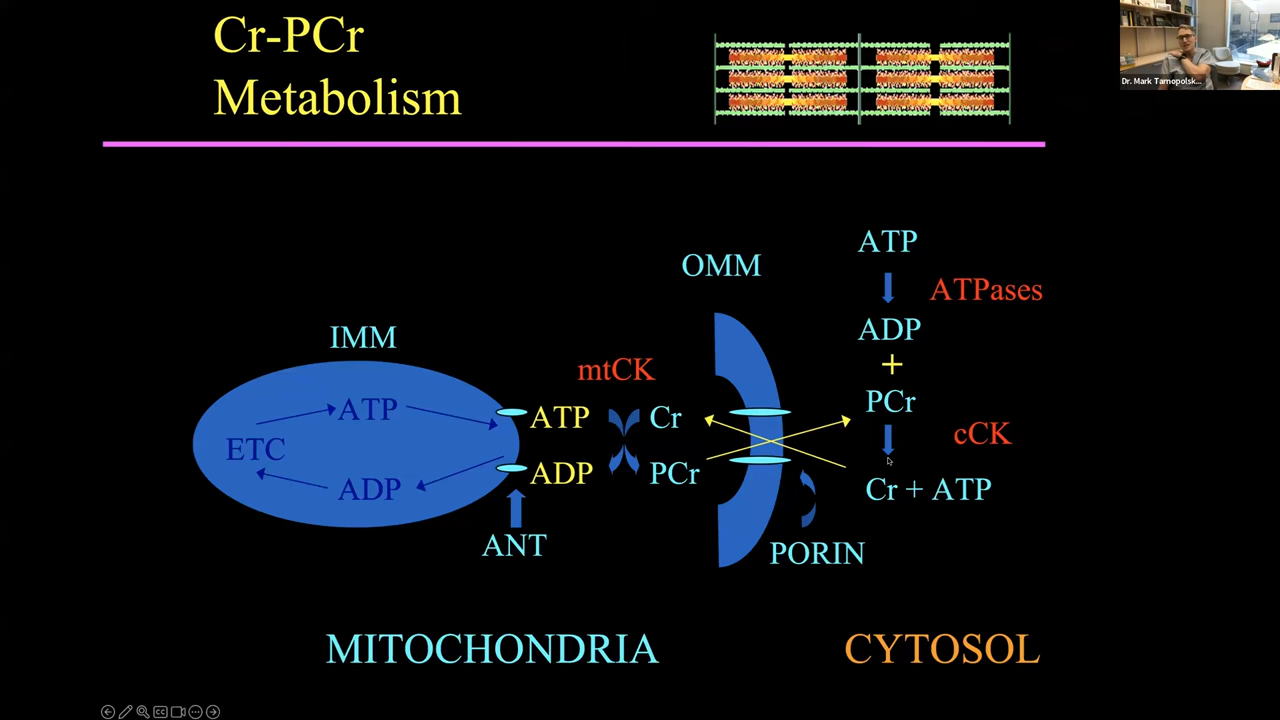 Cr-PCr
Metabolism
Dr. Mark Tarnopolsk...
ATP
OMM
ATPases
IMM
ADP
+
mtCK
PCr
ATP
ATP
Cr
cCK
ETC
ADP
ADP
PCr
Cr + ATP
ANT
PORIN
MITOCHONDRIA
CYTOSOL